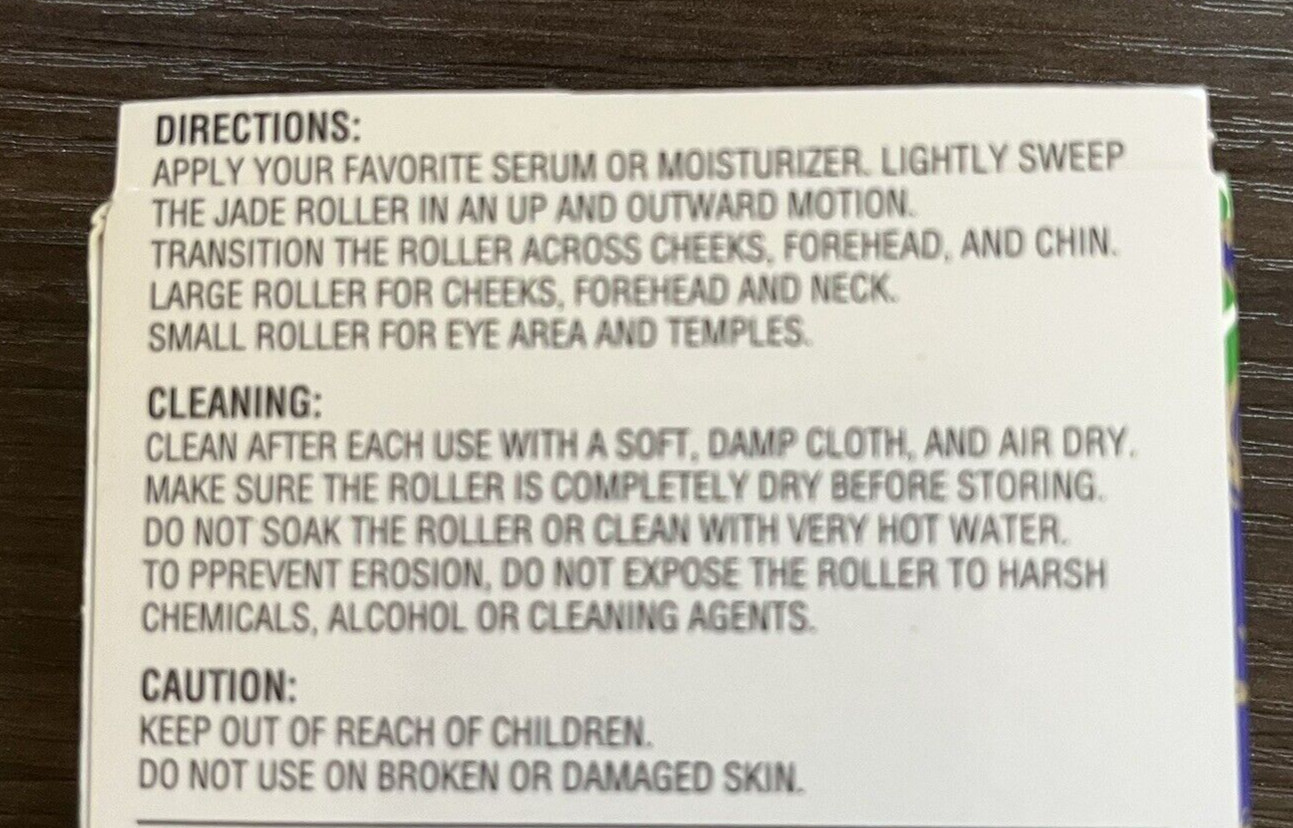 DIRECTIONS:
APPLY YOUR FAVORITE SERUM OR MOISTURIZER. LIGHTLY SWEEP
THE JADE ROLLER IN AN UP AND OUTWARD MOTION.
TRANSITION THE ROLLER ACROSS CHEEKS, FOREHEAD, AND CHIN.
LARGE ROLLER FOR CHEEKS, FOREHEAD AND NECK.
SMALL ROLLER FOR EYE AREA AND TEMPLES.
CLEANING:
CLEAN AFTER EACH USE WITH A SOFT, DAMP CLOTH, AND AIR DRY.
MAKE SURE THE ROLLER IS COMPLETELY DRY BEFORE STORING.
DO NOT SOAK THE ROLLER OR CLEAN WITH VERY HOT WATER.
TO PPREVENT EROSION, DO NOT EXPOSE THE ROLLER TO HARSH
CHEMICALS, ALCOHOL OR CLEANING AGENTS.
CAUTION:
KEEP OUT OF REACH OF CHILDREN.
DO NOT USE ON BROKEN OR DAMAGED SKIN.